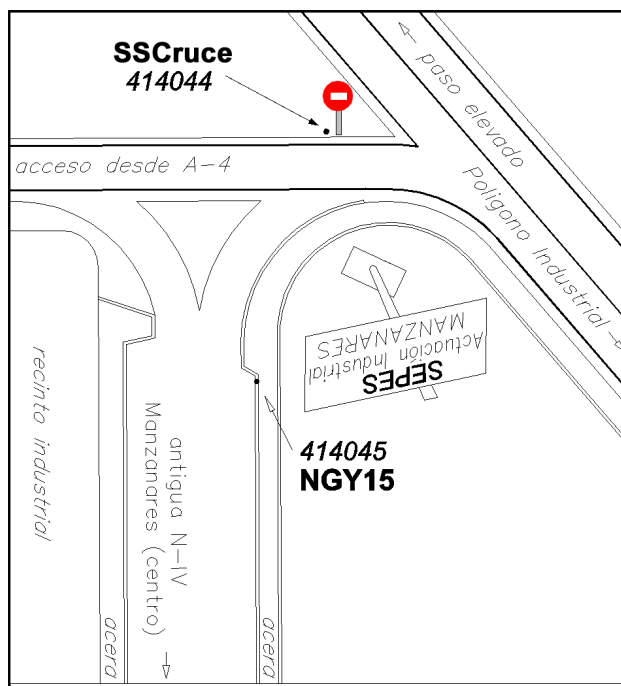 SSCruce
414044
paso elevado
acceso desde A-4
Poligono Industrial
MANZANARES
Actuación Industrial
SEPES
recinto industrial
antigua N-IV
Manzanares (centro)
414045
NGY15
acera
acera